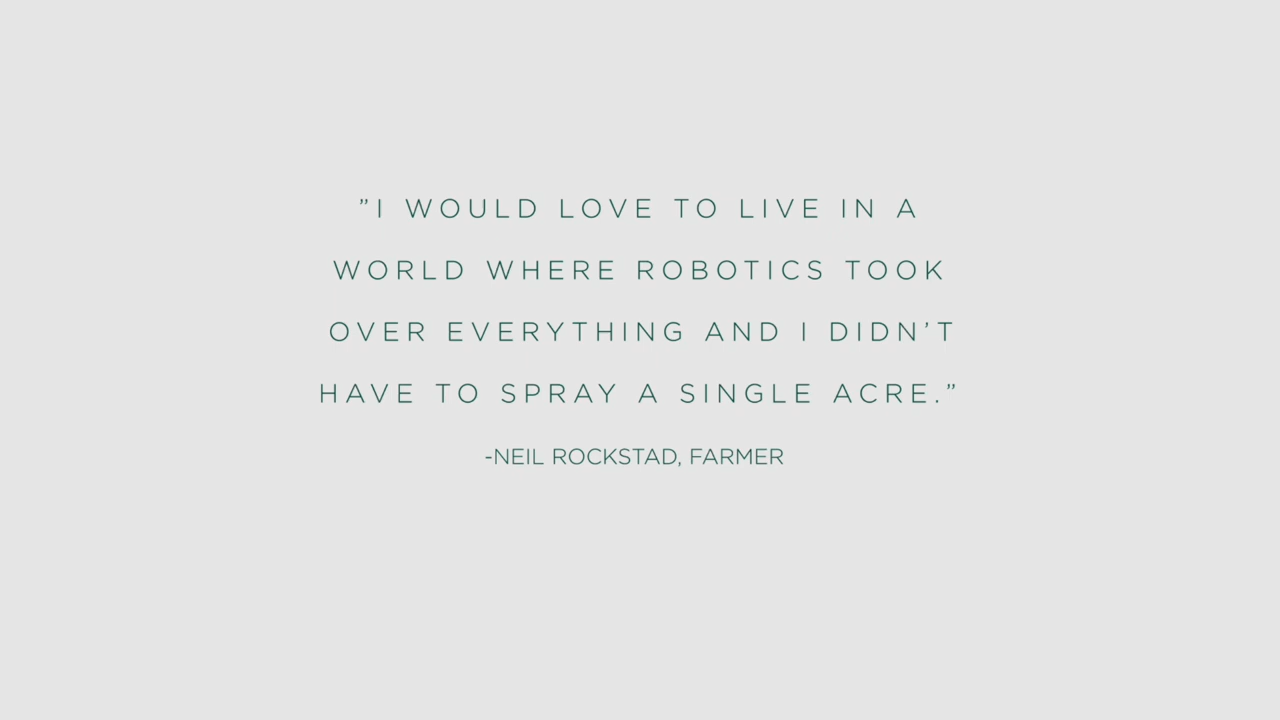 ”I WOULD LOVE TO LIVE IN A
WORLD WHERE ROBOTICS TOOK
OVER EVERYTHING AND I DIDN’T
HAVE TO SPRAY A SINGLE ACRE.”
-NEIL ROCKSTAD, FARMER